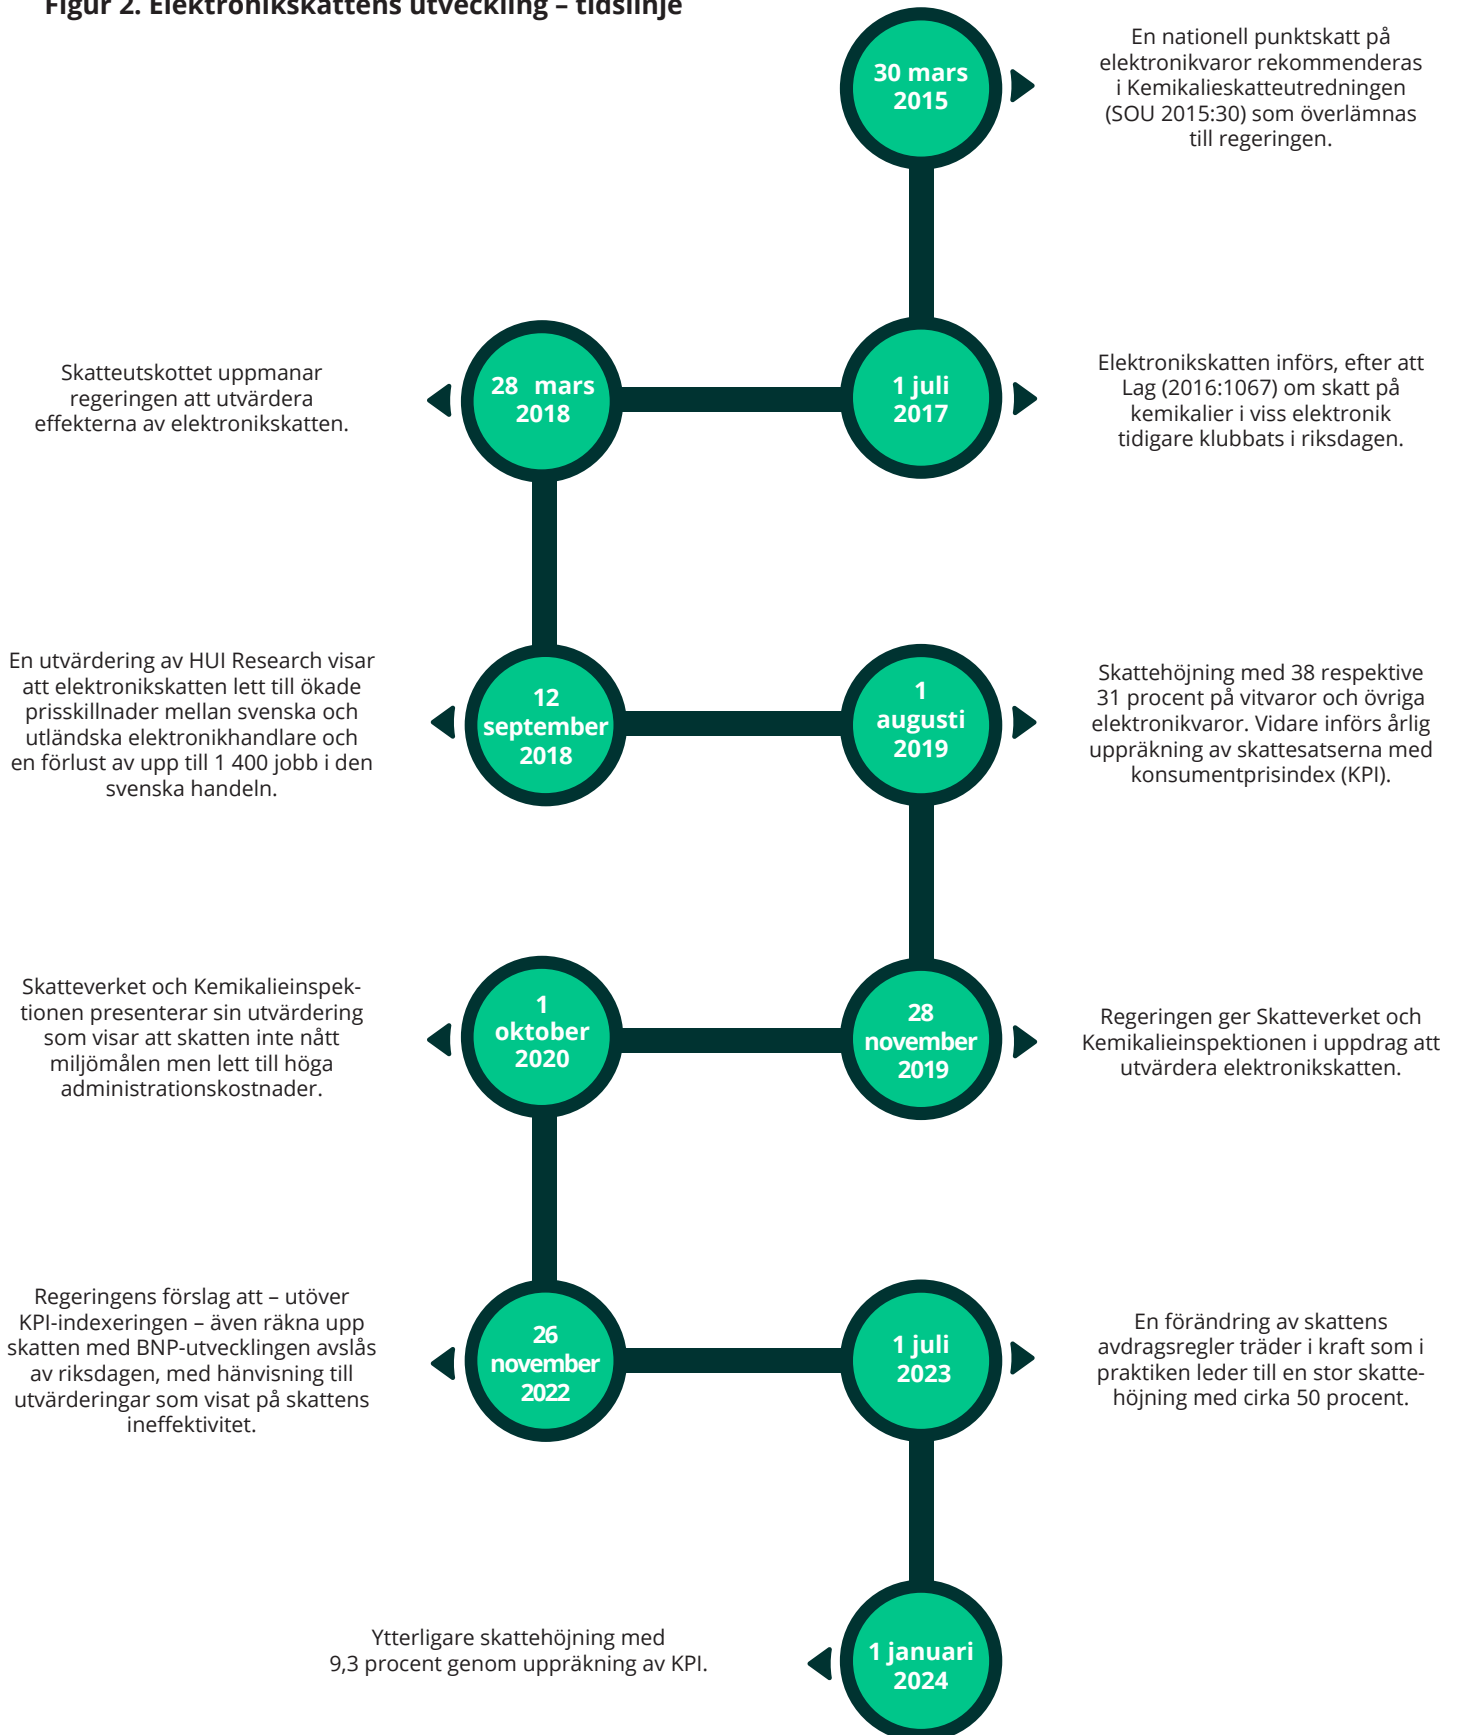 Figur 2. Elektronikskattens utveckling – tidslinje
30 mars
2015
En nationell punktskatt på
elektronikvaror rekommenderas
i Kemikalieskatteutredningen
(SOU 2015:30) som överlämnas
till regeringen.
1 juli
2017
Elektronikskatten införs, efter att
Lag (2016:1067) om skatt på
kemikalier i viss elektronik
tidigare klubbats i riksdagen.
28 mars
2018
Skatteutskottet uppmanar
regeringen att utvärdera
effekterna av elektronikskatten.
12
september
2018
En utvärdering av HUI Research visar
att elektronikskatten lett till ökade
prisskillnader mellan svenska och
utländska elektronikhandlare och
en förlust av upp till 1 400 jobb i den
svenska handeln.
1
augusti
2019
Skattehöjning med 38 respektive
31 procent på vitvaror och övriga
elektronikvaror. Vidare införs årlig
uppräkning av skattesatserna med
konsumentprisindex (KPI).
28
november
2019
Regeringen ger Skatteverket och
Kemikalieinspektionen i uppdrag att
utvärdera elektronikskatten.
1
oktober
2020
Skatteverket och Kemikalieinspek-
tionen presenterar sin utvärdering
som visar att skatten inte nått
miljömålen men lett till höga
administrationskostnader.
26
november
2022
Regeringens förslag att – utöver
KPI-indexeringen – även räkna upp
skatten med BNP-utvecklingen avslås
av riksdagen, med hänvisning till
utvärderingar som visat på skattens
ineffektivitet.
1 juli
2023
En förändring av skattens
avdragsregler träder i kraft som i
praktiken leder till en stor skatte-
höjning med cirka 50 procent.
1 januari
2024
Ytterligare skattehöjning med
9,3 procent genom uppräkning av KPI.